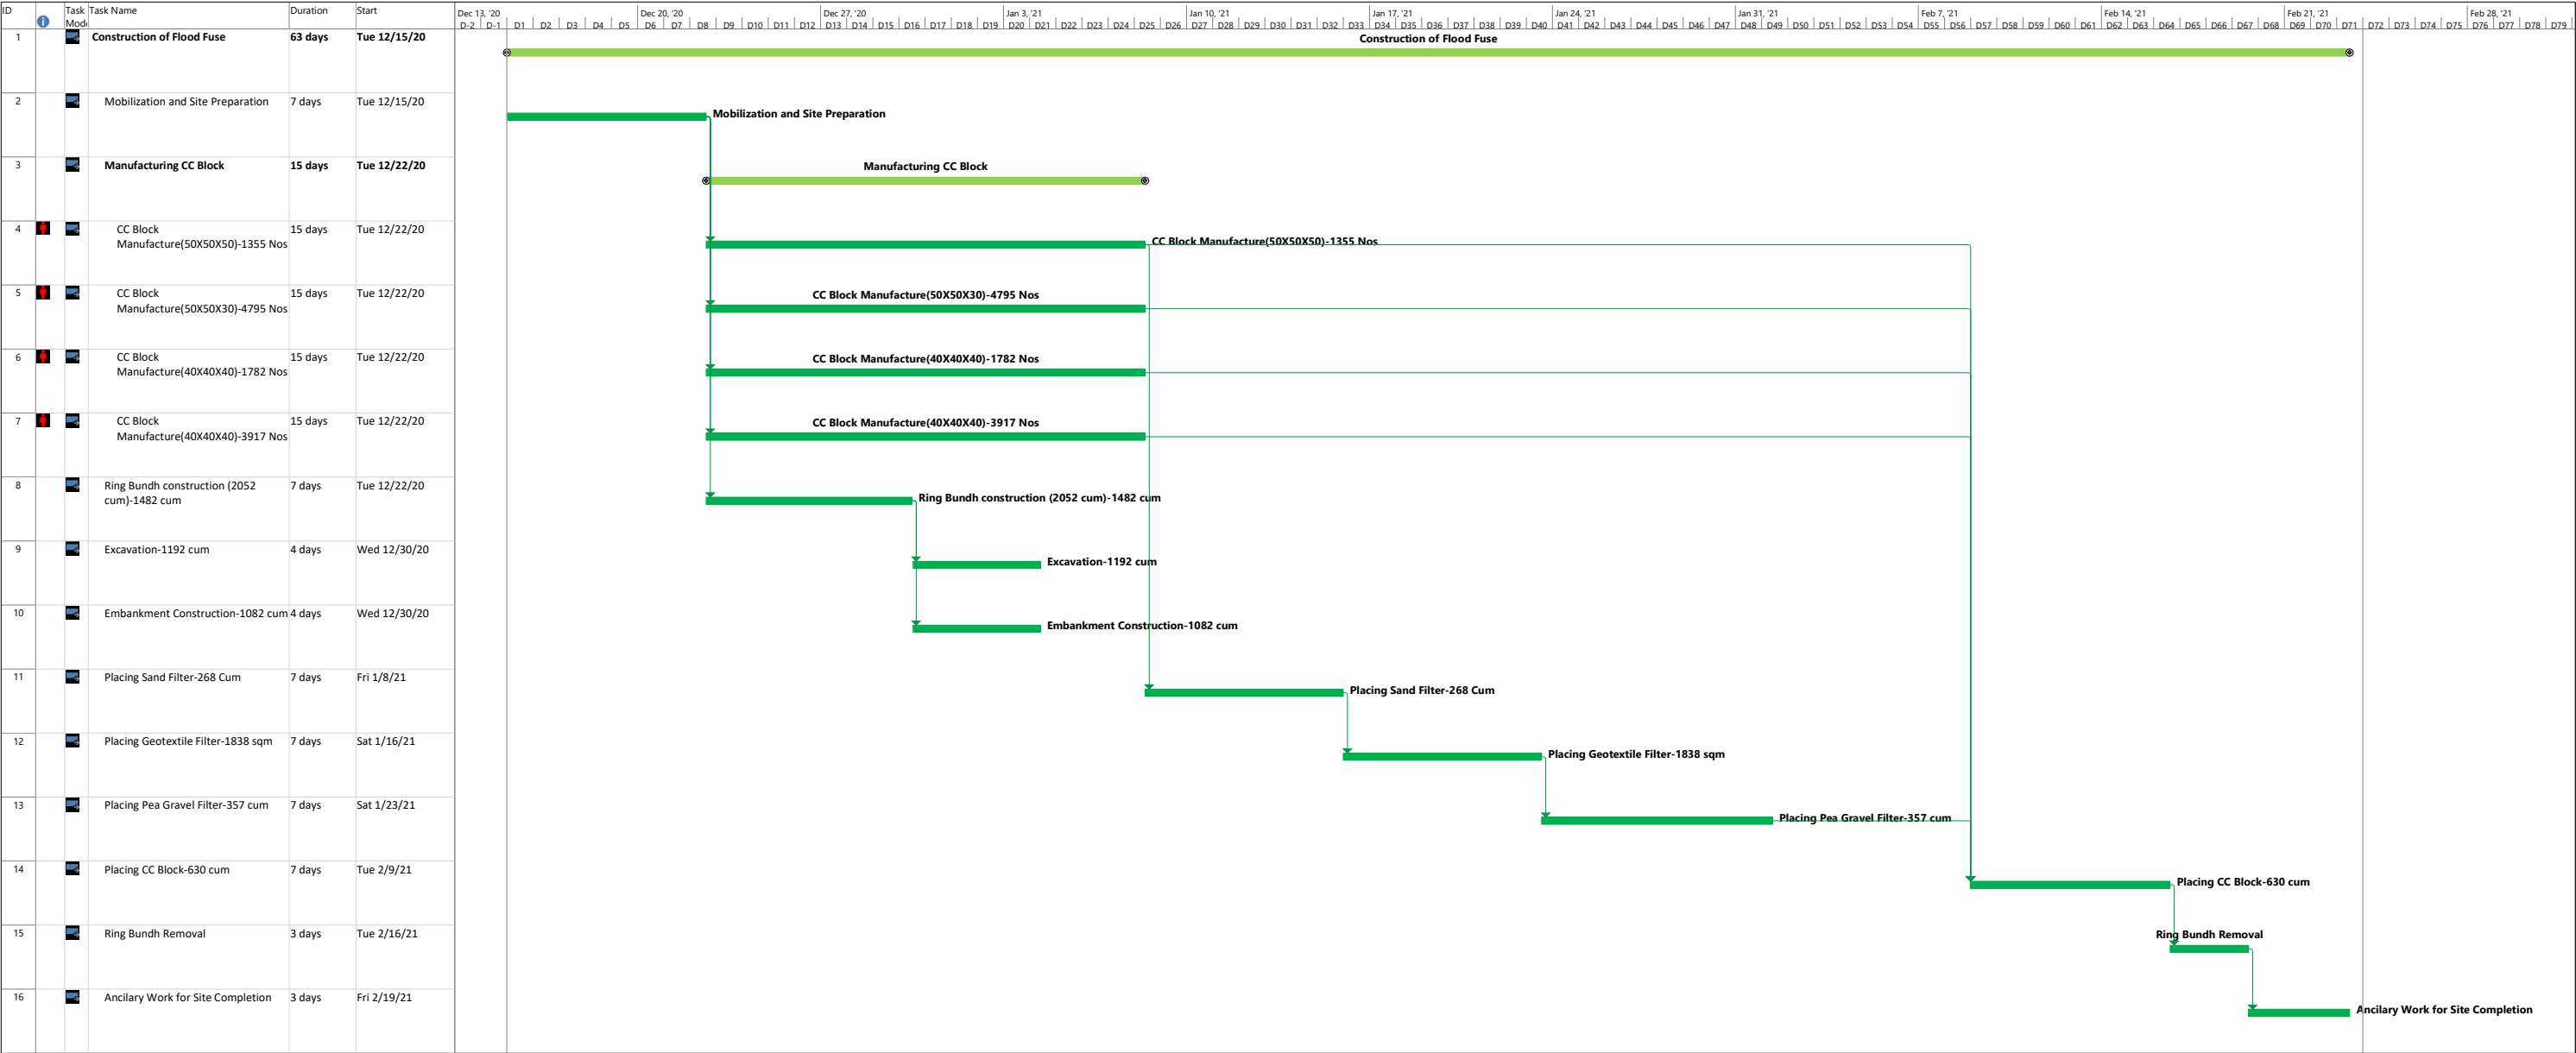 ID Task Mode Task Name Duration Start
Dec 13, '20 Dec 20, '20 Dec 27, '20 Jan 3, '21 Jan 10, '21 Jan 17, '21 Jan 24, '21 Jan 31, '21 Feb 7, '21 Feb 14, '21 Feb 21, '21 Feb 28, '21
D-2 D-1 D1 D2 D3 D4 D5 D6 D7 D8 D9 D10 D11 D12 D13 D14 D15 D16 D17 D18 D19 D20 D21 D22 D23 D24 D25 D26 D27 D28 D29 D30 D31 D32 D33 D34 D35 D36 D37 D38 D39 D40 D41 D42 D43 D44 D45 D46 D47 D48 D49 D50 D51 D52 D53 D54 D55 D56 D57 D58 D59 D60 D61 D62 D63 D64 D65 D66 D67 D68 D69 D70 D71 D72 D73 D74 D75 D76 D77 D78 D79
1 Construction of Flood Fuse 63 days Tue 12/15/20
Construction of Flood Fuse
2 Mobilization and Site Preparation 7 days Tue 12/15/20
Mobilization and Site Preparation
3 Manufacturing CC Block 15 days Tue 12/22/20
Manufacturing CC Block
4 CC Block 15 days Tue 12/22/20
Manufacture(50X50X50)-1355 Nos
CC Block Manufacture(50X50X50)-1355 Nos
5 CC Block 15 days Tue 12/22/20
Manufacture(50X50X30)-4795 Nos
CC Block Manufacture(50X50X30)-4795 Nos
6 CC Block 15 days Tue 12/22/20
Manufacture(40X40X40)-1782 Nos
CC Block Manufacture(40X40X40)-1782 Nos
7 CC Block 15 days Tue 12/22/20
Manufacture(40X40X40)-3917 Nos
CC Block Manufacture(40X40X40)-3917 Nos
8 Ring Bundh construction (2052 7 days Tue 12/22/20
cum)-1482 cum
Ring Bundh construction (2052 cum)-1482 cum
9 Excavation-1192 cum 4 days Wed 12/30/20
Excavation-1192 cum
10 Embankment Construction-1082 cum 4 days Wed 12/30/20
Embankment Construction-1082 cum
11 Placing Sand Filter-268 Cum 7 days Fri 1/8/21
Placing Sand Filter-268 Cum
12 Placing Geotextile Filter-1838 sqm 7 days Sat 1/16/21
Placing Geotextile Filter-1838 sqm
13 Placing Pea Gravel Filter-357 cum 7 days Sat 1/23/21
Placing Pea Gravel Filter-357 cum
14 Placing CC Block-630 cum 7 days Tue 2/9/21
Placing CC Block-630 cum
15 Ring Bundh Removal 3 days Tue 2/16/21
Ring Bundh Removal
16 Ancilary Work for Site Completion 3 days Fri 2/19/21
Ancilary Work for Site Completion